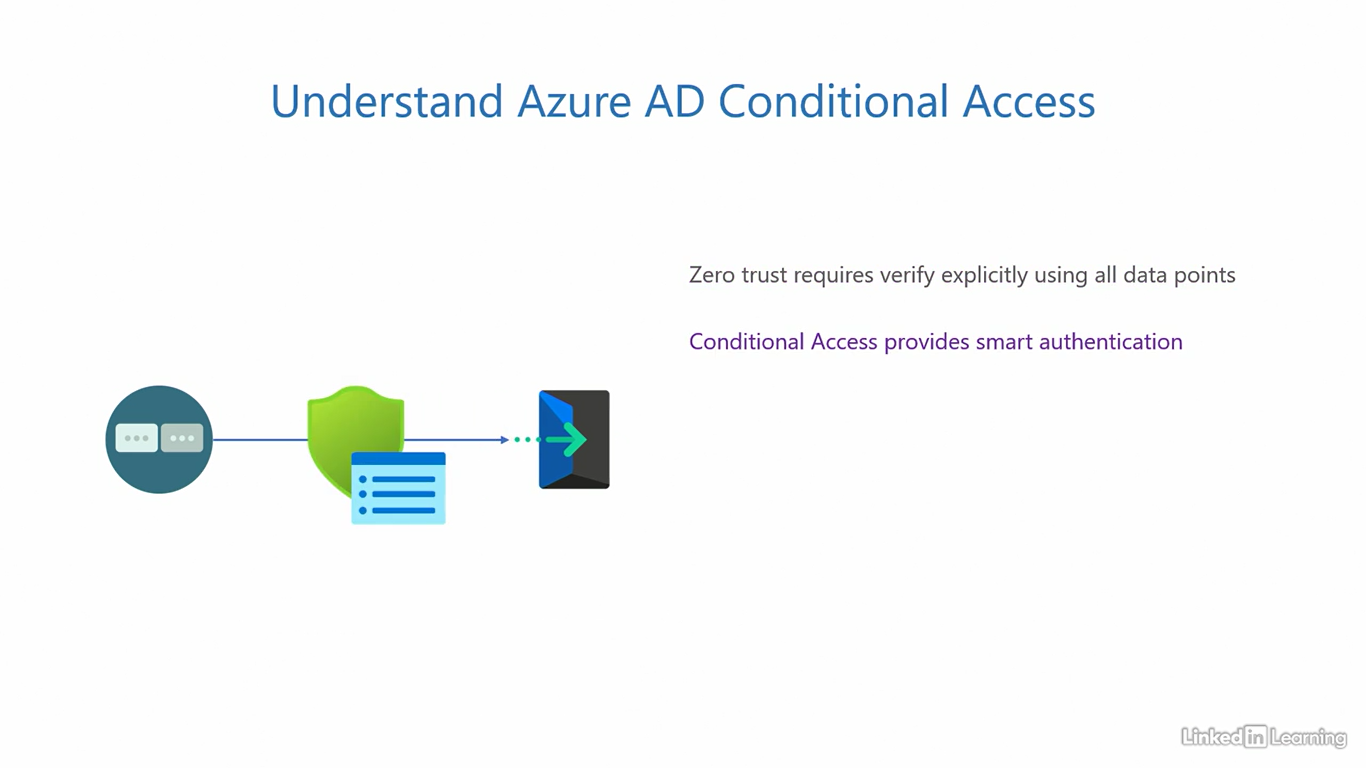 Understand Azure AD Conditional Access
Zero trust requires verify explicitly using all data points
Conditional Access provides smart authentication
LinkedIn Learning